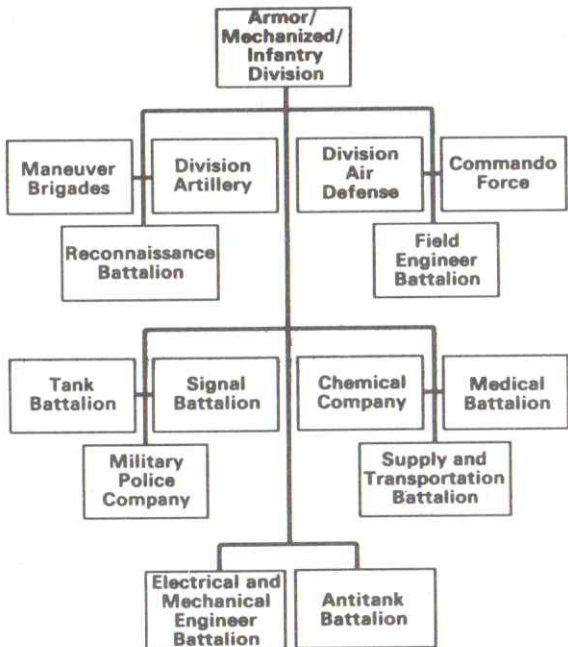 Armor/
Mechanized/
Infantry
Division
Maneuver
Brigades
Division
Artillery
Division
Air
Defense
Commando
Force
Reconnaissance
Battalion
Field
Engineer
Battalion
Tank
Battalion
Signal
Battalion
Chemical
Company
Medical
Battalion
Military
Police
Company
Supply and
Transportation
Battalion
Electrical and
Mechanical
Engineer
Battalion
Antitank
Battalion